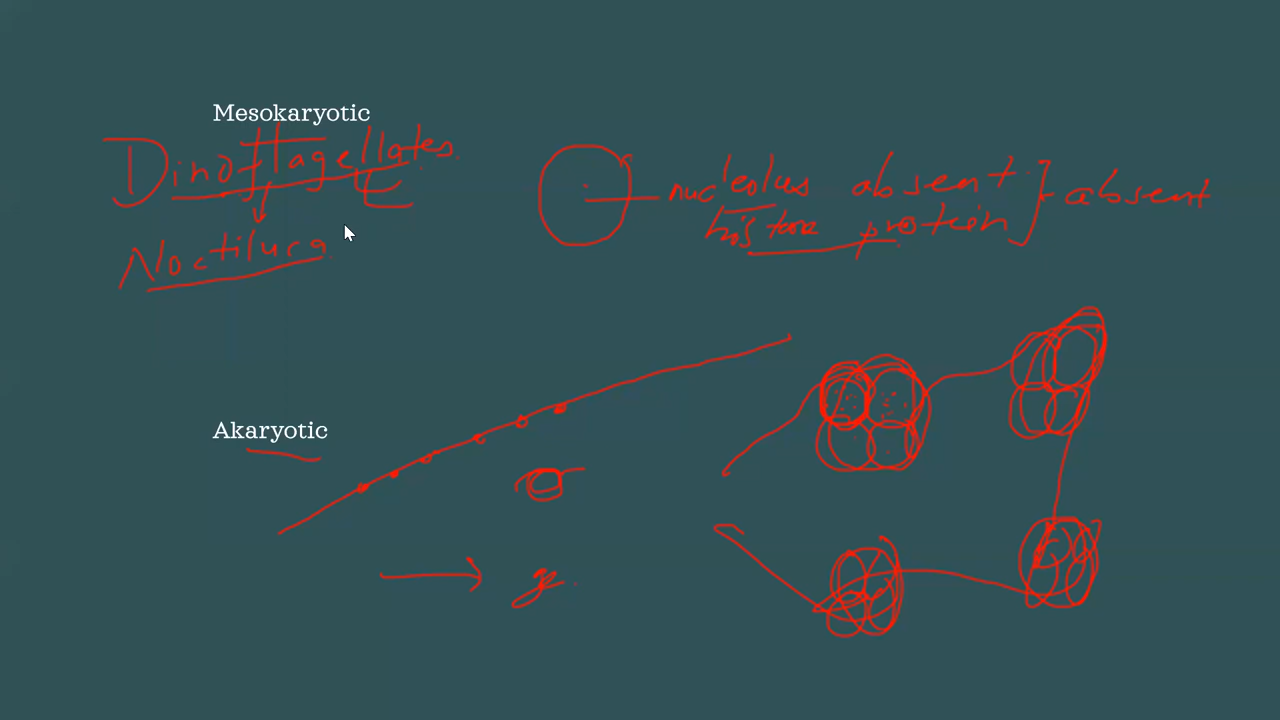 Mesokaryotic
Dinoflagellates.
Noctiluca
nucleolus absent
histone protein
absent
Akaryotic